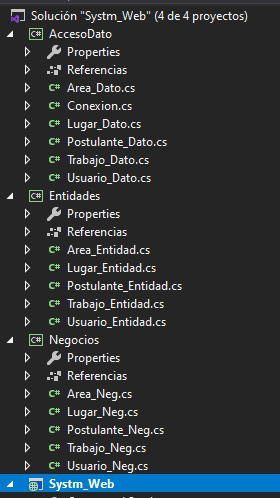 Solución "Systm_Web" (4 de 4 proyectos)
C# AccesoDato
Properties
Referencias
C# Area_Dato.cs
C# Conexion.cs
C# Lugar_Dato.cs
C# Postulante_Dato.cs
C# Trabajo_Dato.cs
C# Usuario_Dato.cs
C# Entidades
Properties
Referencias
C# Area_Entidad.cs
C# Lugar_Entidad.cs
C# Postulante_Entidad.cs
C# Trabajo_Entidad.cs
C# Usuario_Entidad.cs
C# Negocios
Properties
Referencias
C# Area_Neg.cs
C# Lugar_Neg.cs
C# Postulante_Neg.cs
C# Trabajo_Neg.cs
C# Usuario_Neg.cs
Systm_Web